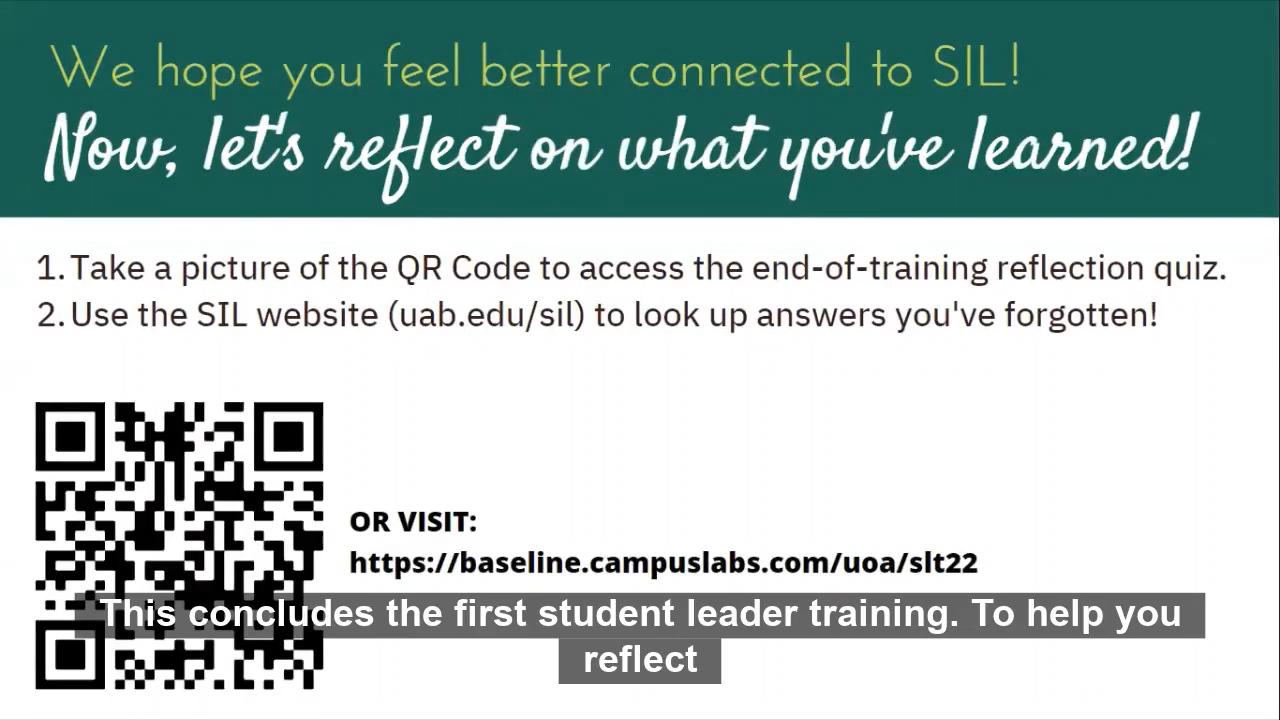 We hope you feel better connected to SIL!
Now, let's reflect on what you've learned!
1. Take a picture of the QR Code to access the end-of-training reflection quiz.
2. Use the SIL website (uab.edu/sil) to look up answers you've forgotten!
OR VISIT:
https://baseline.campuslabs.com/uoa/slt22
This concludes the first student leader training. To help you
reflect